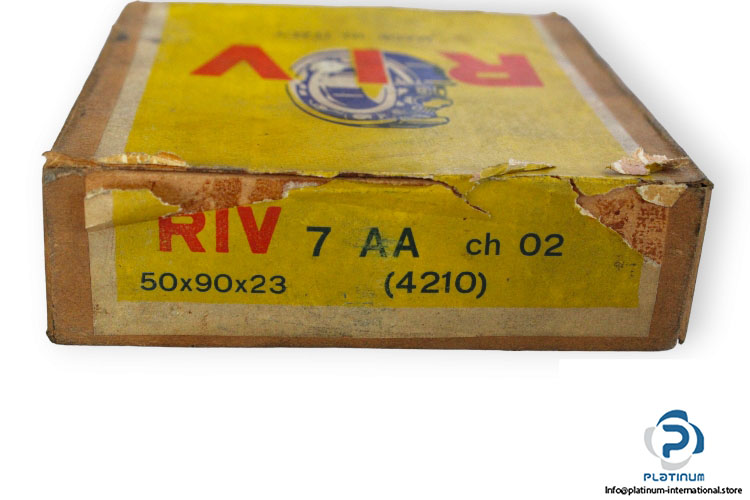 RIV
RIV 7 AA ch 02
50x90x23 (4210)
PLATINUM
Info@platinum-international.store